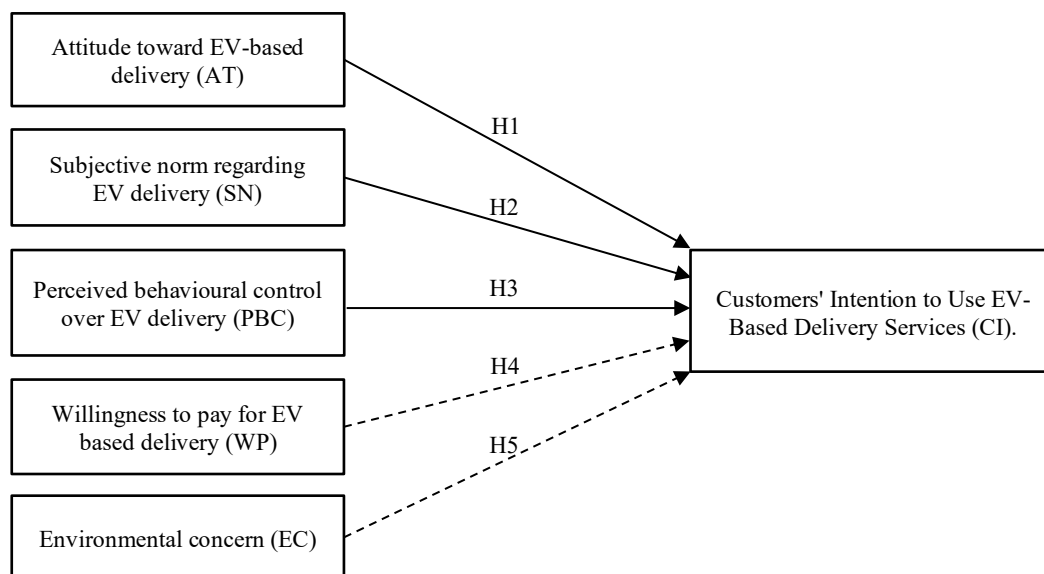 Attitude toward EV-based
delivery (AT)
H1
Subjective norm regarding
EV delivery (SN)
H2
Perceived behavioural control
over EV delivery (PBC)
H3
Customers' Intention to Use EV-
Based Delivery Services (CI).
Willingness to pay for EV
based delivery (WP)
H4
Environmental concern (EC)
H5